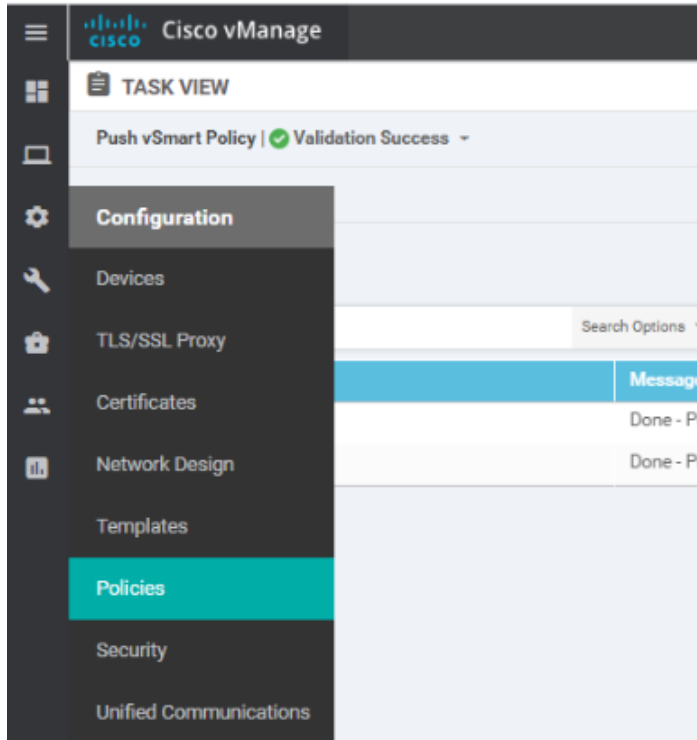 CISCO Cisco vManage
TASK VIEW
Push vSmart Policy | Validation Success
Configuration
Devices
TLS/SSL Proxy
Search Options
Certificates
Network Design
Templates
Policies
Security
Unified Communications
Done - P
Done - P